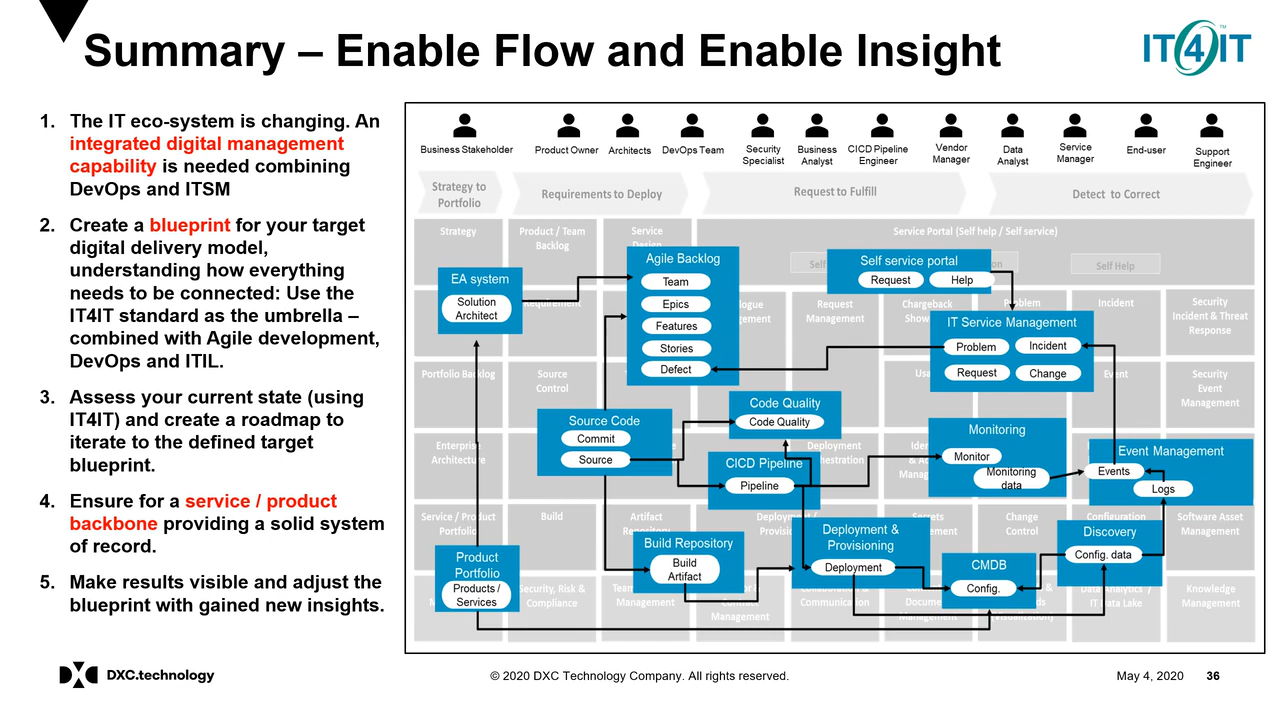 Summary – Enable Flow and Enable Insight
IT4IT™
1. The IT eco-system is changing. An
integrated digital management
capability is needed combining
DevOps and ITSM
2. Create a blueprint for your target
digital delivery model,
understanding how everything
needs to be connected: Use the
IT4IT standard as the umbrella –
combined with Agile development,
DevOps and ITIL.
3. Assess your current state (using
IT4IT) and create a roadmap to
iterate to the defined target
blueprint.
4. Ensure for a service / product
backbone providing a solid system
of record.
5. Make results visible and adjust the
blueprint with gained new insights.
Business Stakeholder
Product Owner
Architects
DevOps Team
Security
Specialist
Business
Analyst
CICD Pipeline
Engineer
Vendor
Manager
Data
Analyst
Service
Manager
End-user
Support
Engineer
Strategy to
Portfolio
Requirements to Deploy
Request to Fulfill
Detect to Correct
Strategy
Product / Team
Backlog
Service
Service Portal (Self help / Self service)
Self
Self Help
EA system
Solution
Architect
Agile Backlog
Team
Epics
Features
Stories
Defect
Self service portal
Request
Help
Request
Management
Chargeback
Problem
Incident
Security
Incident & Threat
Response
IT Service Management
Problem
Incident
Request
Change
Portfolio Backlog
Source
Control
Event
Security
Event
Management
Source Code
Commit
Source
Code Quality
Code Quality
Monitoring
Monitor
Monitoring
data
Enterprise
Architecture
Deployment
CICD Pipeline
Pipeline
Event Management
Events
Logs
Service / Product
Portfolio
Build
Artifact
Deployment /
Secrets
Change
Control
Configuration
Software Asset
Management
Product
Portfolio
Products /
Services
Build Repository
Build
Artifact
Deployment &
Provisioning
Deployment
CMDB
Config.
Discovery
Config. data
Security, Risk &
Compliance
Management
Management
Communication
Management
Data Analytics /
IT Data Lake
Knowledge
Management
DXC.technology
© 2020 DXC Technology Company. All rights reserved.
May 4, 2020
36